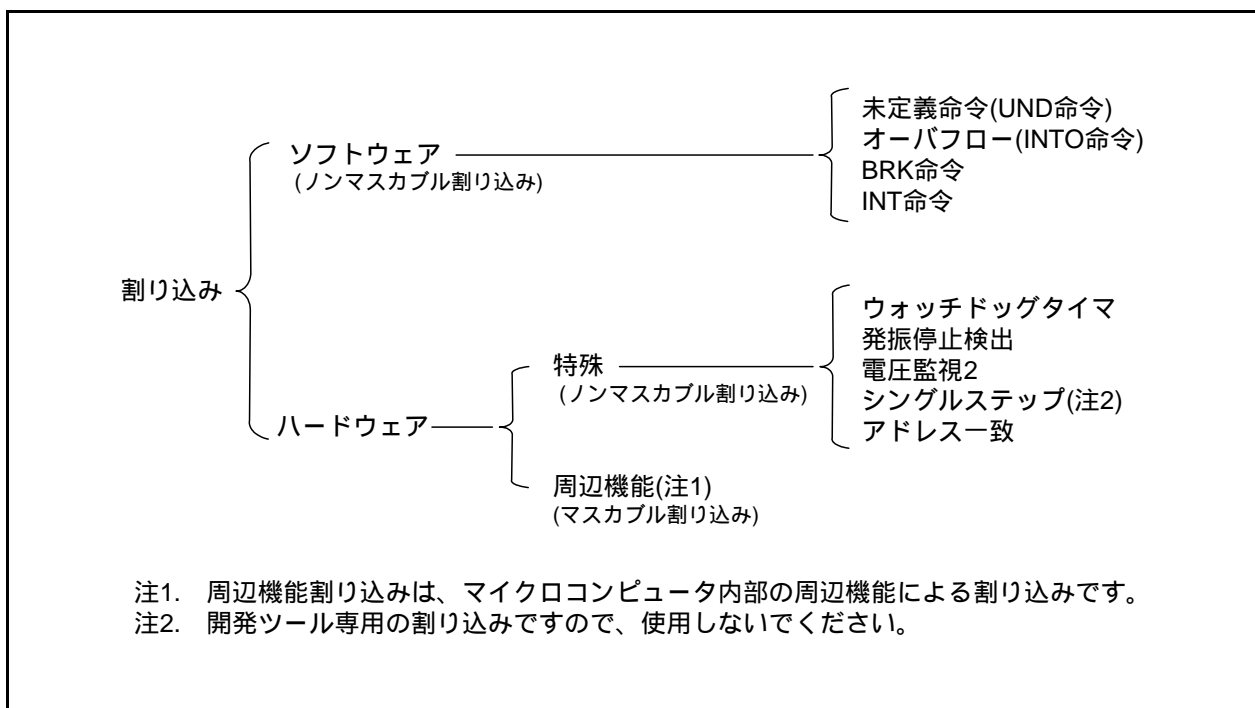 割り込み
ソフトウェア
(ノンマスカブル割り込み)
未定義命令(UND命令)
オーバフロー(INTO命令)
BRK命令
INT命令
ハードウェア
特殊
(ノンマスカブル割り込み)
ウォッチドッグタイマ
発振停止検出
電圧監視2
シングルステップ(注2)
アドレス一致
周辺機能(注1)
(マスカブル割り込み)
注1. 周辺機能割り込みは、マイクロコンピュータ内部の周辺機能による割り込みです。
注2. 開発ツール専用の割り込みですので、使用しないでください。